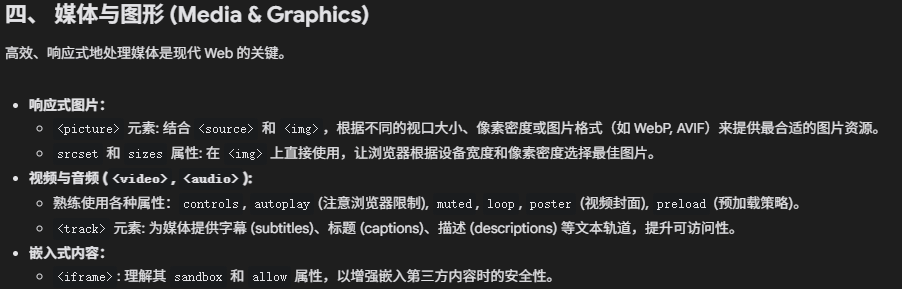 四、 媒体与图形 (Media & Graphics)
高效、响应式地处理媒体是现代 Web 的关键。
• 响应式图片：
◦ <picture> 元素: 结合 <source> 和 <img>，根据不同的视口大小、像素密度或图片格式（如 WebP, AVIF）来提供最合适的图片资源。
◦ srcset 和 sizes 属性: 在 <img> 上直接使用，让浏览器根据设备宽度和像素密度选择最佳图片。
• 视频与音频 ( <video>, <audio> ):
◦ 熟练使用各种属性： controls, autoplay (注意浏览器限制), muted, loop, poster (视频封面), preload (预加载策略)。
◦ <track> 元素: 为媒体提供字幕 (subtitles)、标题 (captions)、描述 (descriptions) 等文本轨道，提升可访问性。
• 嵌入式内容：
◦ <iframe>: 理解其 sandbox 和 allow 属性，以增强嵌入第三方内容时的安全性。